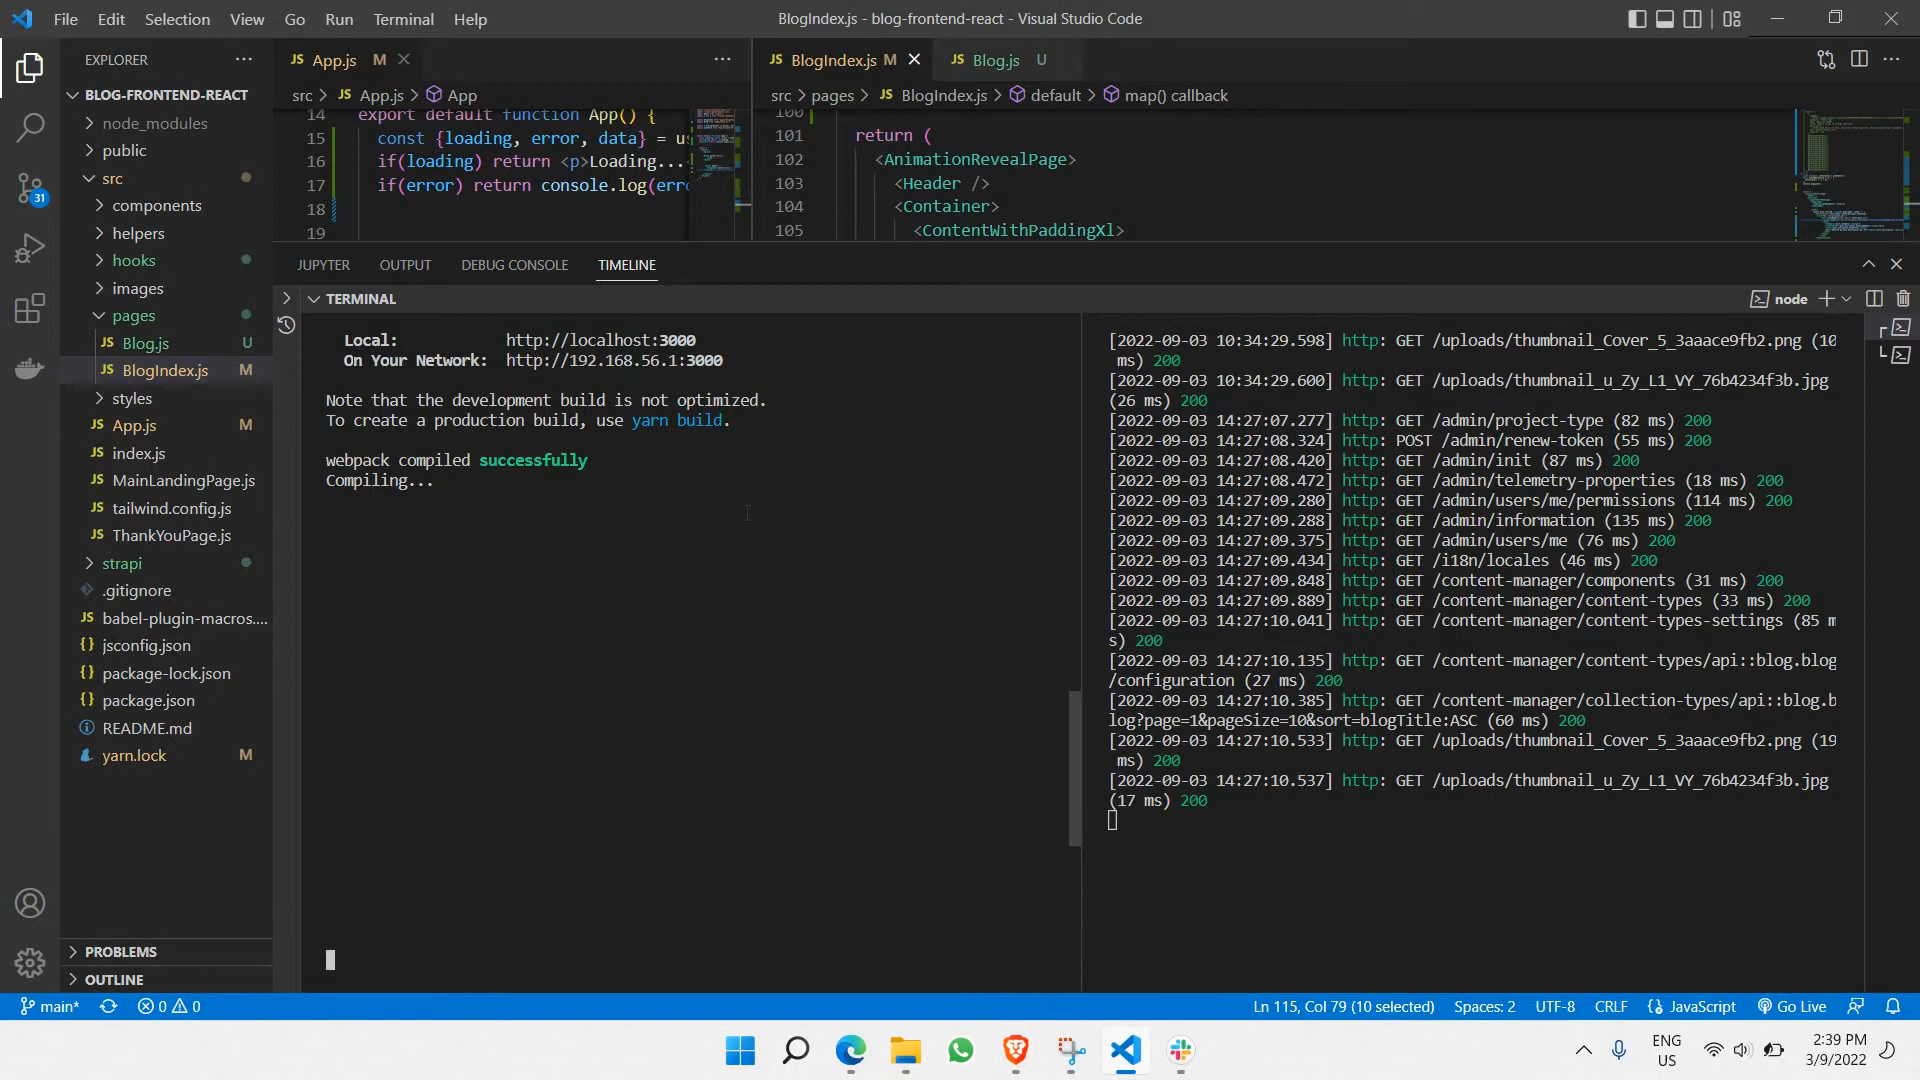 File Edit Selection View Go Run Terminal Help
BlogIndex.js - blog-frontend-react - Visual Studio Code
EXPLORER
BLOG-FRONTEND-REACT
node_modules
public
src
components
helpers
hooks
images
pages
JS Blog.js U
JS BlogIndex.js M
styles
JS App.js M
JS index.js
JS MainLandingPage.js
JS tailwind.config.js
JS ThankYouPage.js
strapi
.gitignore
JS babel-plugin-macros....
{} jsconfig.json
{} package-lock.json
{} package.json
README.md
yarn.lock M
PROBLEMS
OUTLINE
31
JS App.js M
src > JS App.js > App
14 export default function App() {
15 const {loading, error, data} = u
16 if(loading) return <p>Loading...
17 if(error) return console.log(err
18
19
JS BlogIndex.js M
JS Blog.js U
src > pages > JS BlogIndex.js > default > map() callback
100
101 return (
102 <AnimationRevealPage>
103 <Header />
104 <Container>
105 <ContentWithPaddingXl>
JUPYTER OUTPUT DEBUG CONSOLE TIMELINE
TERMINAL
node
Local: http://localhost:3000
On Your Network: http://192.168.56.1:3000
Note that the development build is not optimized.
To create a production build, use yarn build.
webpack compiled successfully
Compiling...
[2022-09-03 10:34:29.598] http: GET /uploads/thumbnail_Cover_5_3aaace9fb2.png (10
ms) 200
[2022-09-03 10:34:29.600] http: GET /uploads/thumbnail_u_Zy_L1_VY_76b4234f3b.jpg
(26 ms) 200
[2022-09-03 14:27:07.277] http: GET /admin/project-type (82 ms) 200
[2022-09-03 14:27:08.324] http: POST /admin/renew-token (55 ms) 200
[2022-09-03 14:27:08.420] http: GET /admin/init (87 ms) 200
[2022-09-03 14:27:08.472] http: GET /admin/telemetry-properties (18 ms) 200
[2022-09-03 14:27:09.280] http: GET /admin/users/me/permissions (114 ms) 200
[2022-09-03 14:27:09.288] http: GET /admin/information (135 ms) 200
[2022-09-03 14:27:09.375] http: GET /admin/users/me (76 ms) 200
[2022-09-03 14:27:09.434] http: GET /i18n/locales (46 ms) 200
[2022-09-03 14:27:09.848] http: GET /content-manager/components (31 ms) 200
[2022-09-03 14:27:09.889] http: GET /content-manager/content-types (33 ms) 200
[2022-09-03 14:27:10.041] http: GET /content-manager/content-types-settings (85 m
s) 200
[2022-09-03 14:27:10.135] http: GET /content-manager/content-types/api::blog.blog
/configuration (27 ms) 200
[2022-09-03 14:27:10.385] http: GET /content-manager/collection-types/api::blog.b
log?page=1&pageSize=10&sort=blogTitle:ASC (60 ms) 200
[2022-09-03 14:27:10.533] http: GET /uploads/thumbnail_Cover_5_3aaace9fb2.png (19
ms) 200
[2022-09-03 14:27:10.537] http: GET /uploads/thumbnail_u_Zy_L1_VY_76b4234f3b.jpg
(17 ms) 200
main* 0 0 Ln 115, Col 79 (10 selected) Spaces: 2 UTF-8 CRLF {} JavaScript Go Live
ENG
US
2:39 PM
3/9/2022